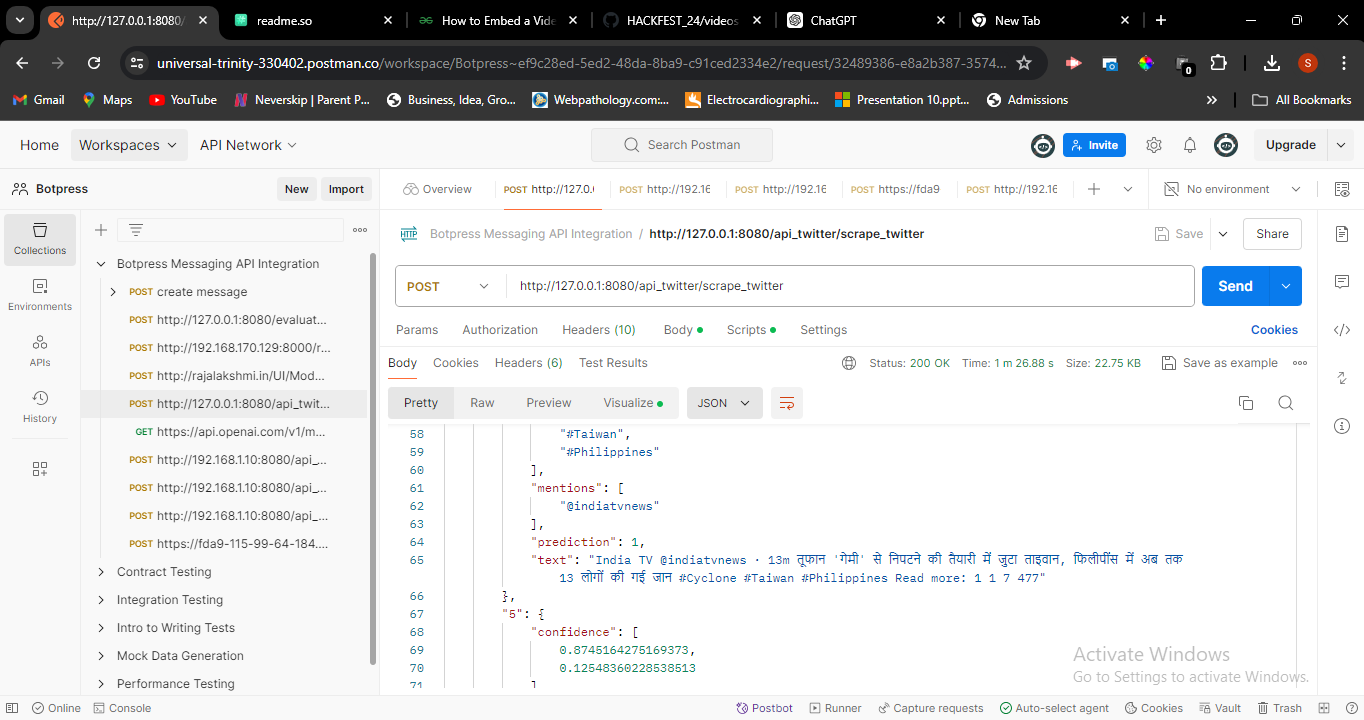 http://127.0.0.1:8080/
readme.so
How to Embed a Vide
HACKFEST_24/videos
ChatGPT
New Tab
universal-trinity-330402.postman.co/workspace/Botpress~ef9c28ed-5ed2-48da-8ba9-c91ced2334e2/request/32489386-e8a2b387-3574...
S
0
Gmail
Maps
YouTube
Neverskip | Parent P...
Business, Idea, Gro...
Webpathology.com:...
Electrocardiographi...
Presentation 10.ppt...
Admissions
All Bookmarks
Home
Workspaces
API Network
Search Postman
Invite
Upgrade
Botpress
New
Import
Overview
POST http://127.0.(
POST http://192.16
POST http://192.16
POST https://fda9
POST http://192.16
No environment
Collections
Environments
APIs
History
Botpress Messaging API Integration
POST create message
POST http://127.0.0.1:8080/evaluat...
POST http://192.168.170.129:8000/r...
POST http://rajalakshmi.in/UI/Mod...
POST http://127.0.0.1:8080/api_twit...
GET https://api.openai.com/v1/m...
POST http://192.168.1.10:8080/api_...
POST http://192.168.1.10:8080/api_...
POST http://192.168.1.10:8080/api_...
POST https://fda9-115-99-64-184....
Contract Testing
Integration Testing
Intro to Writing Tests
Mock Data Generation
Performance Testing
HTTP Botpress Messaging API Integration / http://127.0.0.1:8080/api_twitter/scrape_twitter
Save
Share
POST
http://127.0.0.1:8080/api_twitter/scrape_twitter
Send
Params
Authorization
Headers (10)
Body
Scripts
Settings
Cookies
Body
Cookies
Headers (6)
Test Results
Status: 200 OK
Time: 1 m 26.88 s
Size: 22.75 KB
Save as example
Pretty
Raw
Preview
Visualize
JSON
58 "#Taiwan",
59 "#Philippines"
60 ],
61 "mentions": [
62 "@indiatvnews"
63 ],
64 "prediction": 1,
65 "text": "India TV @indiatvnews · 13m तूफान 'गेमी' से निपटने की तैयारी में जुटा ताइवान, फिलीपींस में अब तक
13 लोगों की गई जान #Cyclone #Taiwan #Philippines Read more: 1 1 7 477"
66 },
67 "5": {
68 "confidence": [
69 0.8745164275169373,
70 0.12548360228538513
71 ]
Activate Windows
Go to Settings to activate Windows.
Online
Console
Postbot
Runner
Capture requests
Auto-select agent
Cookies
Vault
Trash